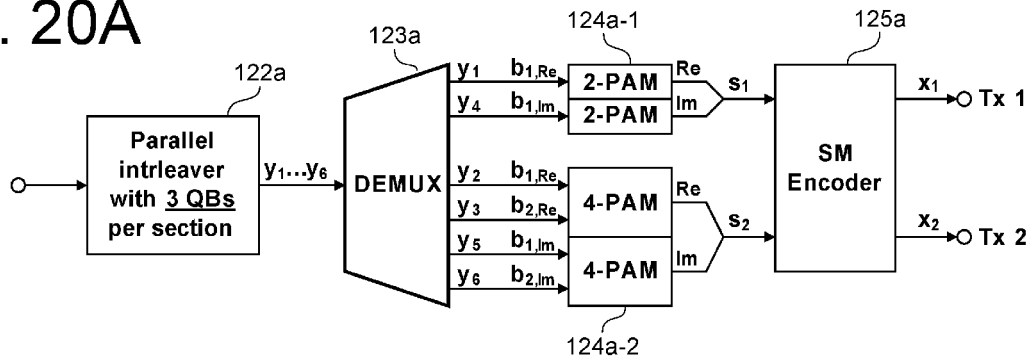 . 20A
122a
123a
124a-1
125a
Parallel
intrleaver
with 3 QBs
per section
y1...y6
DEMUX
y1 b1,Re
y4 b1,Im
y2 b1,Re
y3 b2,Re
y5 b1,Im
y6 b2,Im
2-PAM
2-PAM
Re
Im
s1
4-PAM
4-PAM
Re
Im
s2
124a-2
SM
Encoder
x1 Tx 1
x2 Tx 2